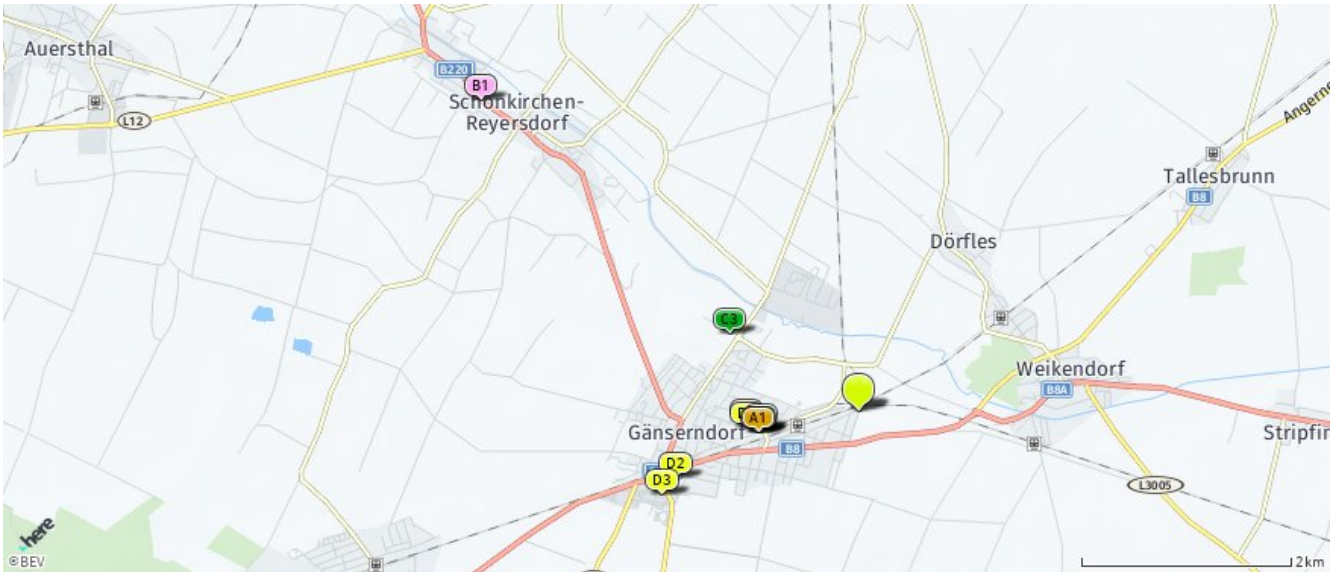 Auersthal
B220
B1
Schönkirchen-
Reyersdorf
L12
Angerne
Tallesbrunn
B8
Dörfles
C3
Weikendorf
B8A
A1
Gänserndorf
B8
Stripfin
D2
D3
L3005
here
©BEV
2km